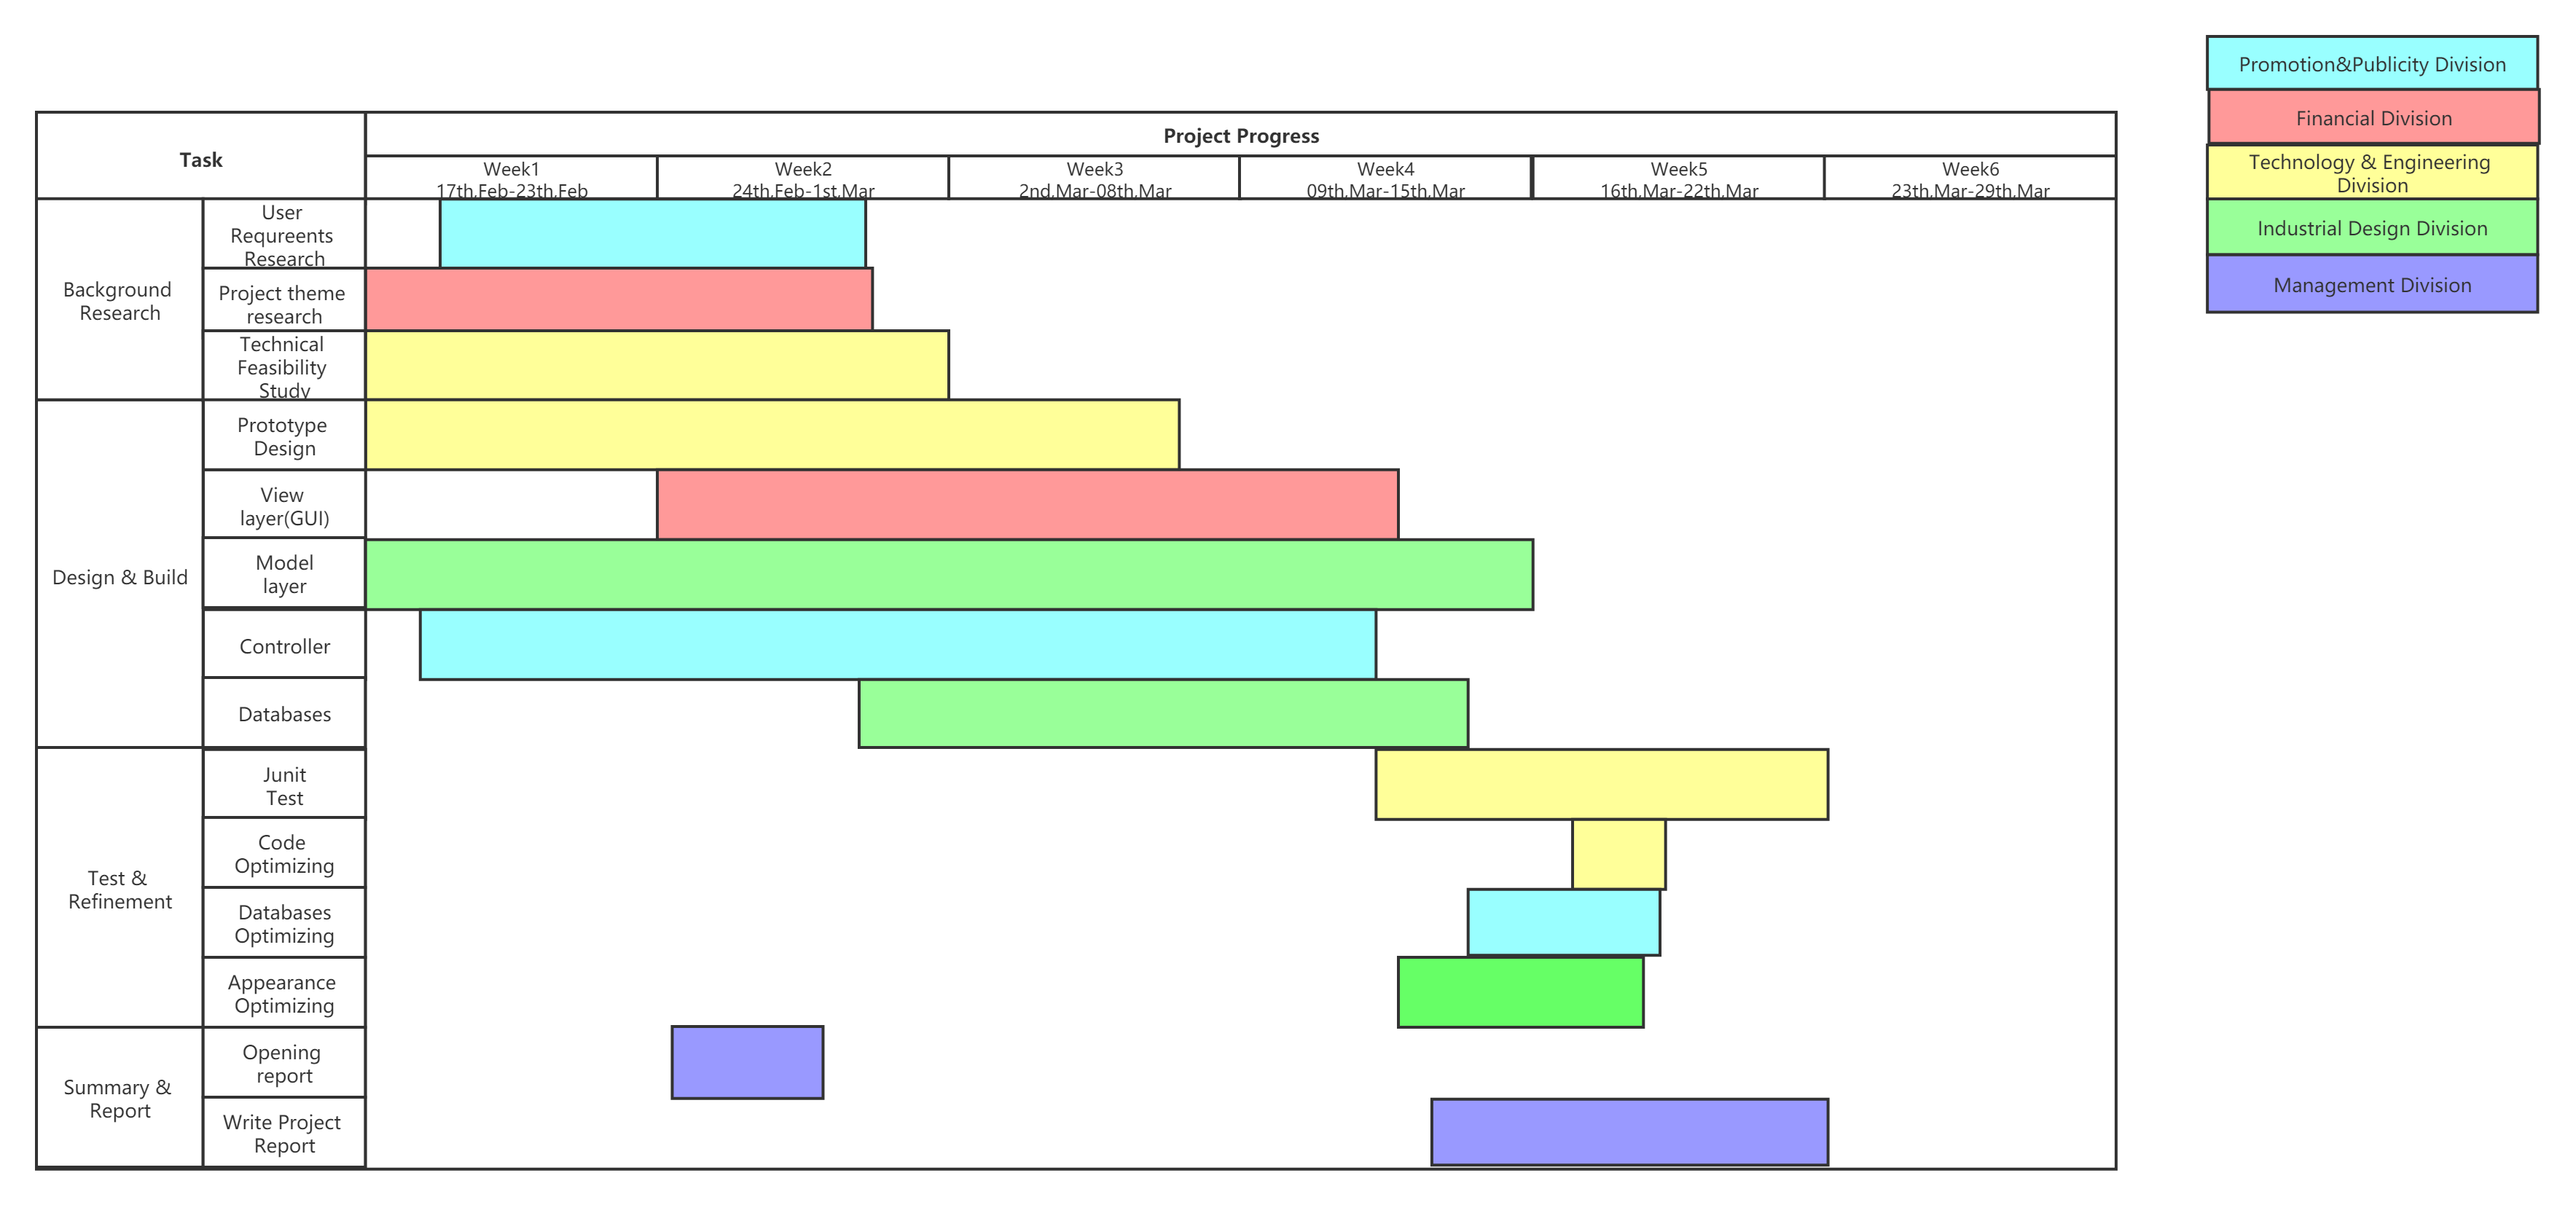 Promotion&Publicity Division
Financial Division
Technology & Engineering
Division
Industrial Design Division
Management Division
Task
Project Progress
Week1
17th,Feb-23th,Feb
Week2
24th,Feb-1st,Mar
Week3
2nd,Mar-08th,Mar
Week4
09th,Mar-15th,Mar
Week5
16th,Mar-22th,Mar
Week6
23th,Mar-29th,Mar
Background
Research
User
Requreents
Research
Project theme
research
Technical
Feasibility
Study
Design & Build
Prototype
Design
View
layer(GUI)
Model
layer
Controller
Databases
Test &
Refinement
Junit
Test
Code
Optimizing
Databases
Optimizing
Appearance
Optimizing
Summary &
Report
Opening
report
Write Project
Report